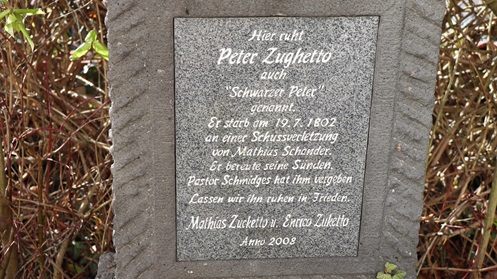 Hier ruht
Peter Zughetto
auch
"Schwarzer Peter"
genannt.
Er starb am 19.7.1802
an einer Schussverletzung
von Mathias Schander.
Er bereute seine Sünden,
Pastor Schmidges hat ihm vergeben
Lassen wir ihn ruhen in Frieden.
Mathias Zucketto u. Enrico Zuketto
Anno 2008